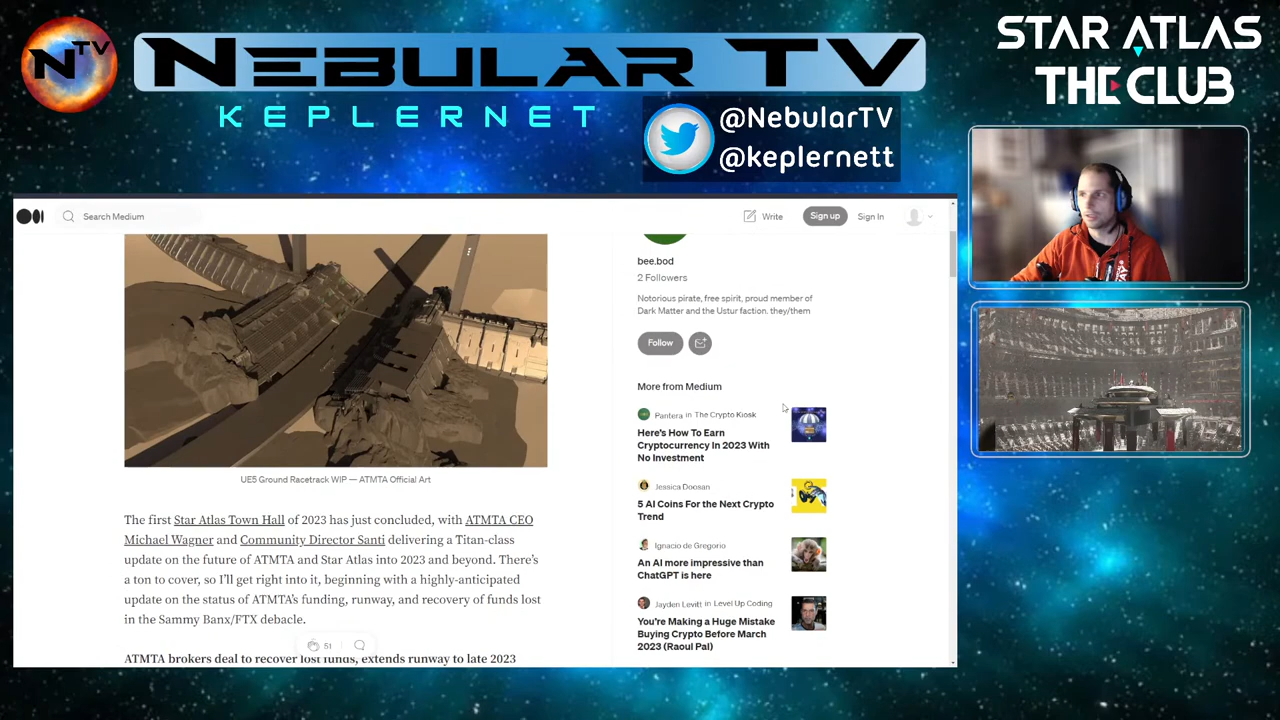 NTV
NEBULAR TV
KEPLERNET
@NebularTV
@keplernett
STAR ATLAS
THE CLUB
Search Medium
Write
Sign up
Sign In
UE5 Ground Racetrack WIP — ATMTA Official Art
The first Star Atlas Town Hall of 2023 has just concluded, with ATMTA CEO
Michael Wagner and Community Director Santi delivering a Titan-class
update on the future of ATMTA and Star Atlas into 2023 and beyond. There's
a ton to cover, so I'll get right into it, beginning with a highly-anticipated
update on the status of ATMTA's funding, runway, and recovery of funds lost
in the Sammy Banx/FTX debacle.
51
ATMTA brokers deal to recover lost funds, extends runway to late 2023
bee.bod
2 Followers
Notorious pirate, free spirit, proud member of
Dark Matter and the Ustur faction. they/them
Follow
More from Medium
Pantera in The Crypto Kiosk
Here's How To Earn
Cryptocurrency In 2023 With
No Investment
Jessica Doosan
5 AI Coins For the Next Crypto
Trend
Ignacio de Gregorio
An AI more impressive than
ChatGPT is here
Jayden Levitt in Level Up Coding
You're Making a Huge Mistake
Buying Crypto Before March
2023 (Raoul Pal)